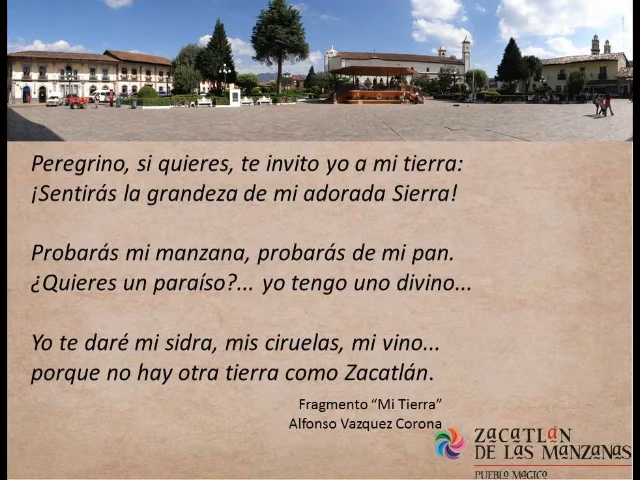 Peregrino, si quieres, te invito yo a mi tierra:
¡Sentirás la grandeza de mi adorada Sierra!
Probarás mi manzana, probarás de mi pan.
¿Quieres un paraíso?... yo tengo uno divino...
Yo te daré mi sidra, mis ciruelas, mi vino...
porque no hay otra tierra como Zacatlán.
Fragmento “Mi Tierra”
Alfonso Vazquez Corona
ZACATLÁN
DE LAS MANZANAS
PUEBLO MÁGICO